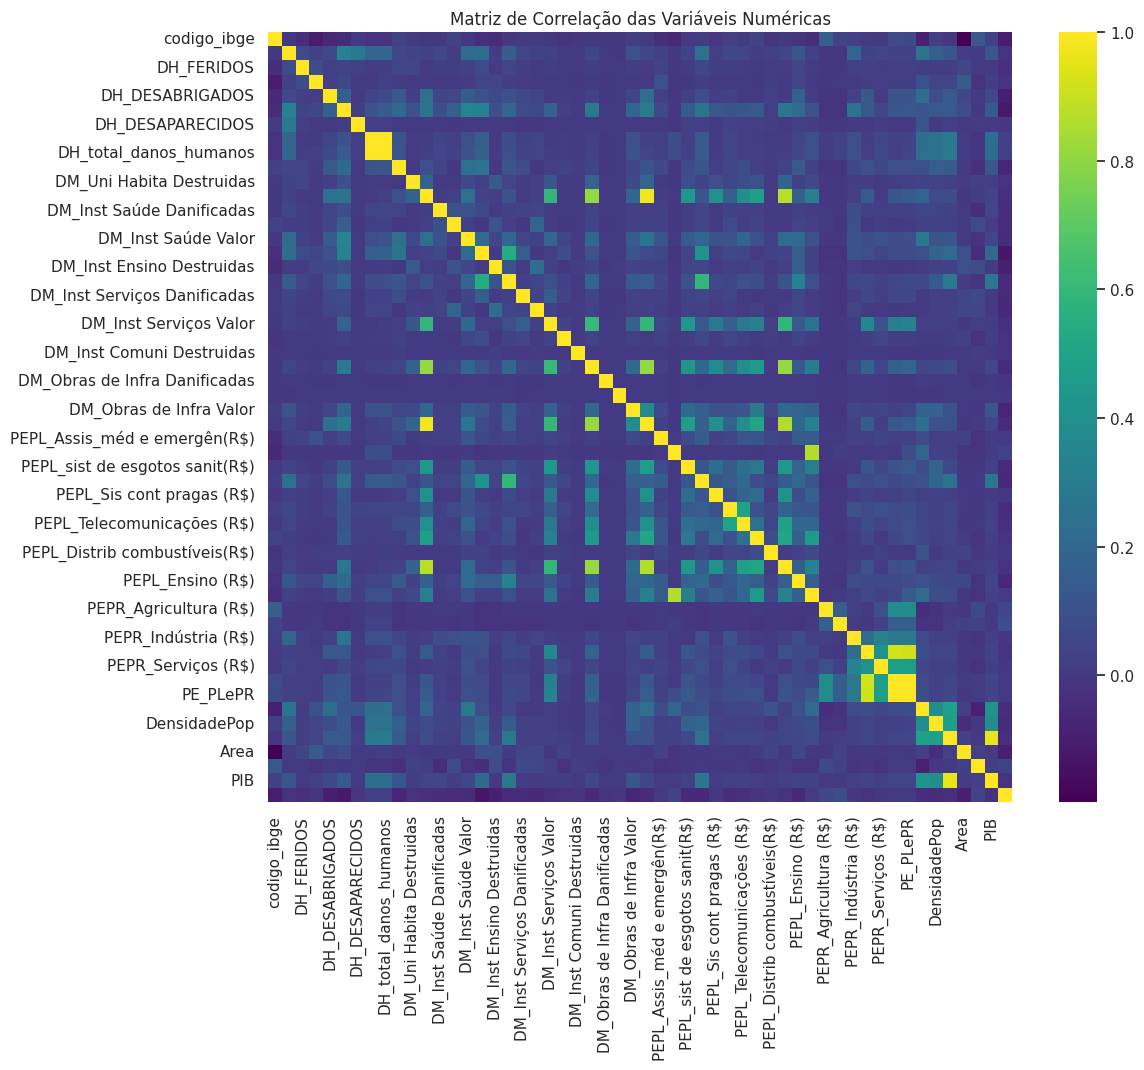 Matriz de Correlação das Variáveis Numéricas
codigo_ibge
DH_FERIDOS
DH_DESABRIGADOS
DH_DESAPARECIDOS
DH_total_danos_humanos
DM_Uni Habita Destruidas
DM_Inst Saúde Danificadas
DM_Inst Saúde Valor
DM_Inst Ensino Destruidas
DM_Inst Serviços Danificadas
DM_Inst Serviços Valor
DM_Inst Comuni Destruidas
DM_Obras de Infra Danificadas
DM_Obras de Infra Valor
PEPL_Assis_méd e emergên(R$)
PEPL_sist de esgotos sanit(R$)
PEPL_Sis cont pragas (R$)
PEPL_Telecomunicações (R$)
PEPL_Distrib combustíveis(R$)
PEPL_Ensino (R$)
PEPR_Agricultura (R$)
PEPR_Indústria (R$)
PEPR_Serviços (R$)
PE_PLePR
DensidadePop
Area
PIB
codigo_ibge
DH_FERIDOS
DH_DESABRIGADOS
DH_DESAPARECIDOS
DH_total_danos_humanos
DM_Uni Habita Destruidas
DM_Inst Saúde Danificadas
DM_Inst Saúde Valor
DM_Inst Ensino Destruidas
DM_Inst Serviços Danificadas
DM_Inst Serviços Valor
DM_Inst Comuni Destruidas
DM_Obras de Infra Danificadas
DM_Obras de Infra Valor
PEPL_Assis_méd e emergên(R$)
PEPL_sist de esgotos sanit(R$)
PEPL_Sis cont pragas (R$)
PEPL_Telecomunicações (R$)
PEPL_Distrib combustíveis(R$)
PEPL_Ensino (R$)
PEPR_Agricultura (R$)
PEPR_Indústria (R$)
PEPR_Serviços (R$)
PE_PLePR
DensidadePop
Area
PIB
1.0
0.8
0.6
0.4
0.2
0.0